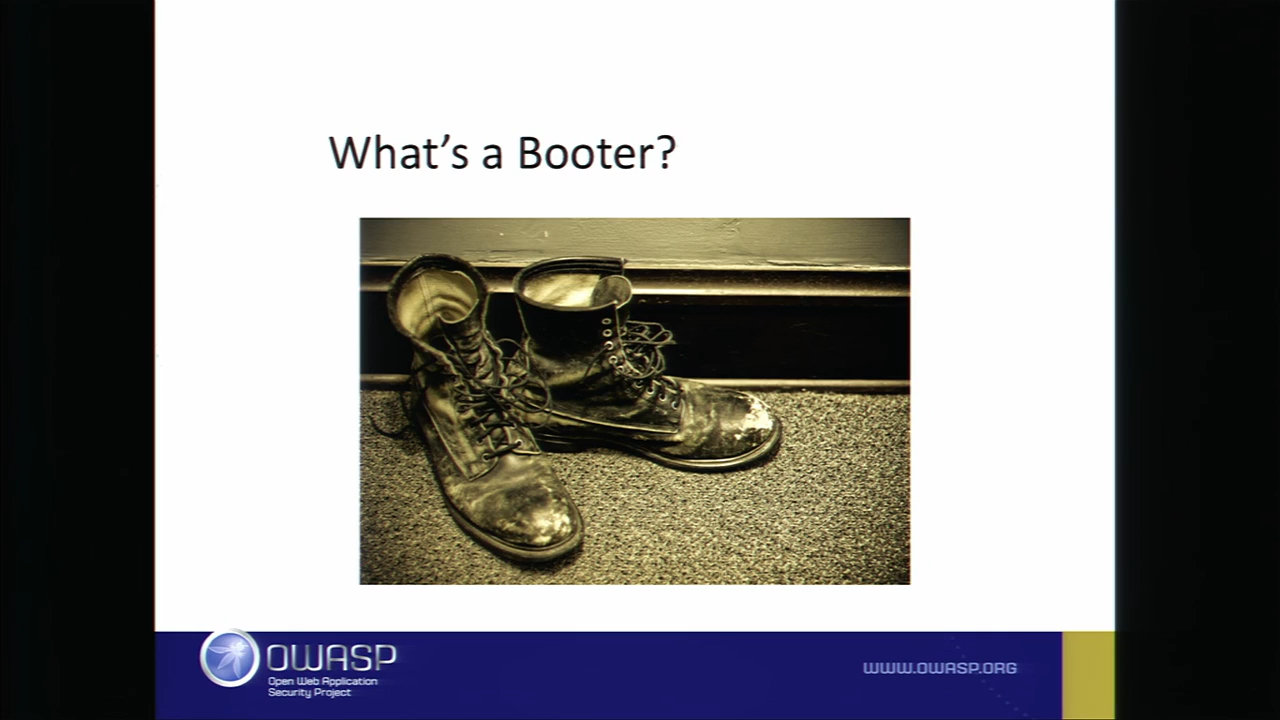 What's a Booter?
OWASP
Open Web Application
Security Project
WWW.OWASP.ORG